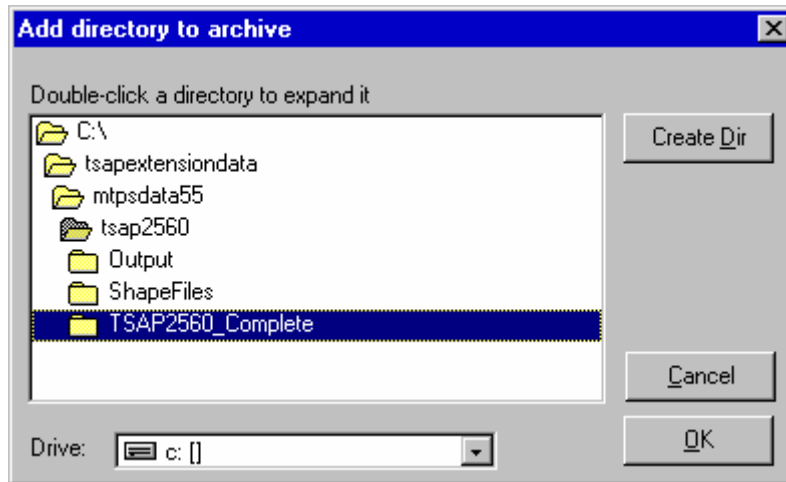 Add directory to archive
Double-click a directory to expand it
C:\
tsapextensiondata
mtpsdata55
tsap2560
Output
ShapeFiles
TSAP2560_Complete
Create Dir
Cancel
OK
Drive:
c: []